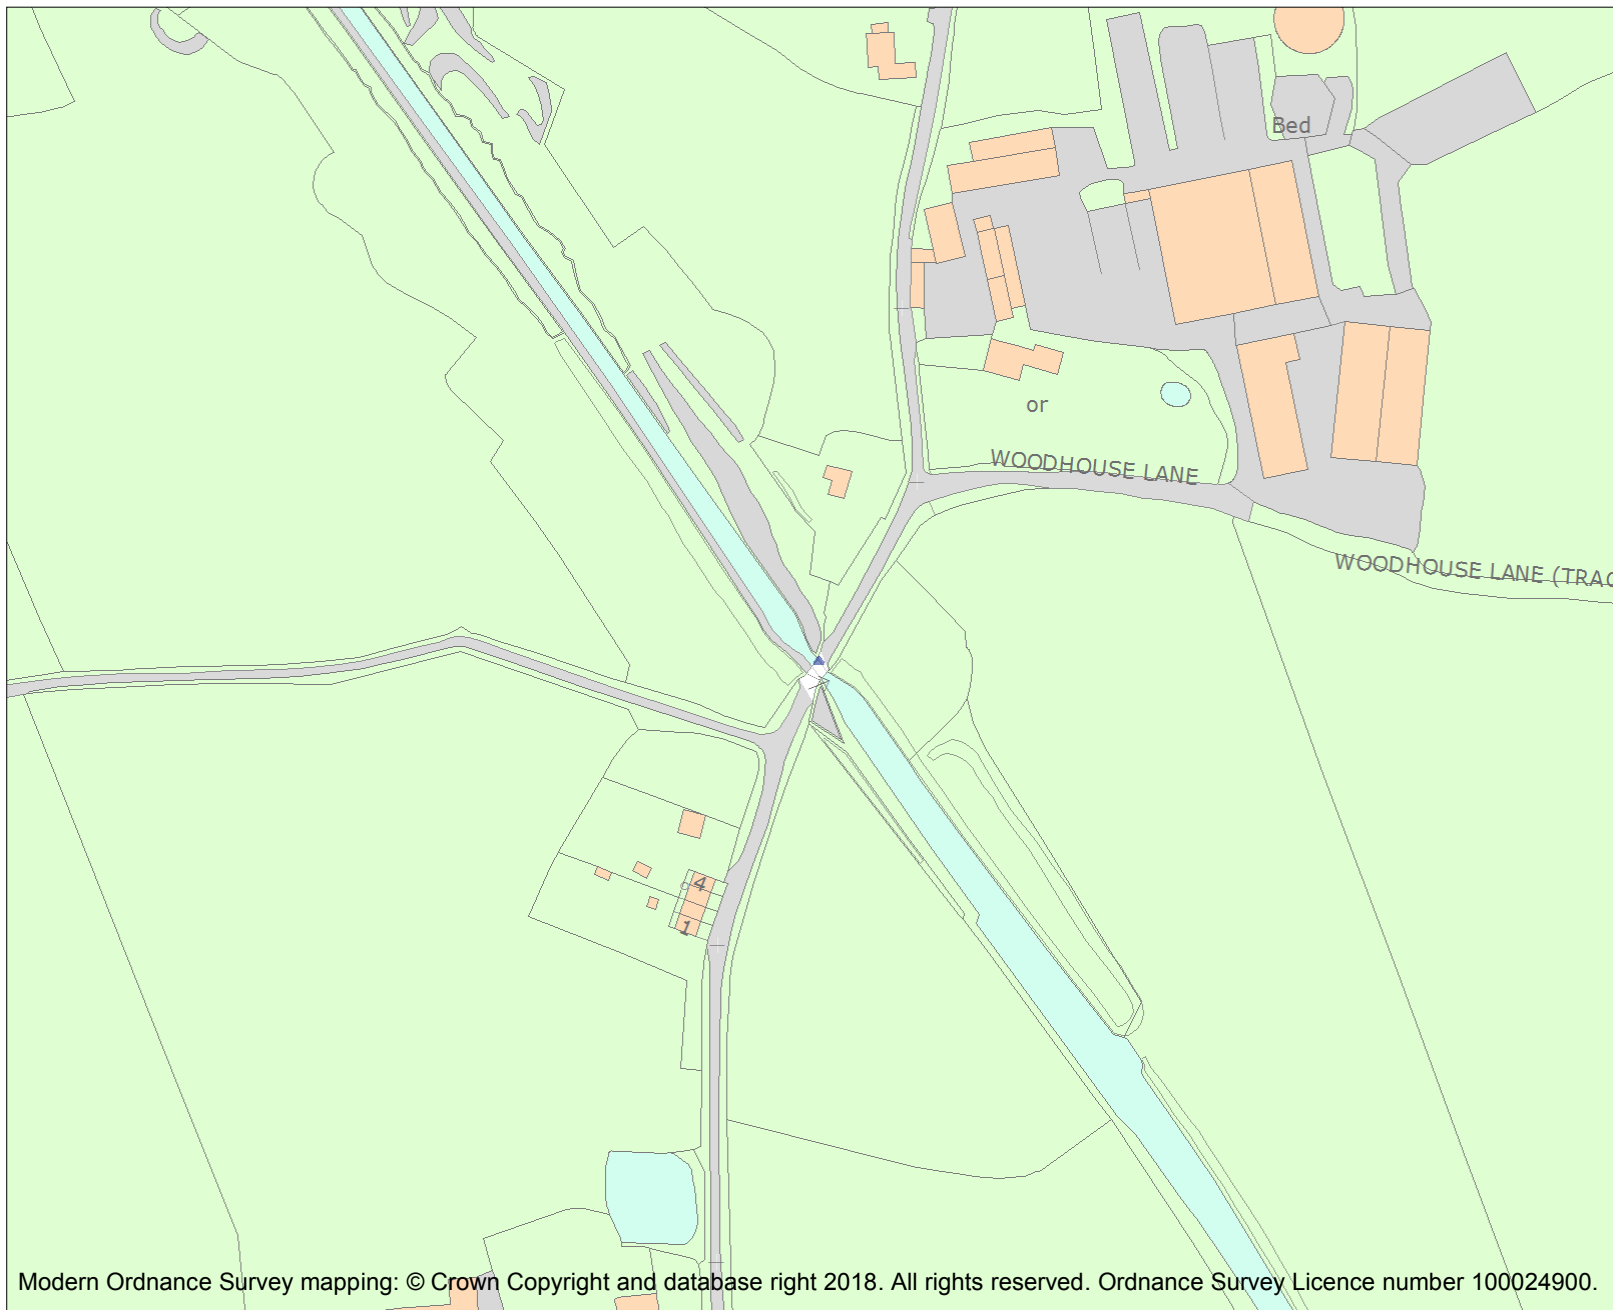 Bed
or
WOODHOUSE LANE
WOODHOUSE LANE (TRAC
4
1
Modern Ordnance Survey mapping: © Crown Copyright and database right 2018. All rights reserved. Ordnance Survey Licence number 100024900.